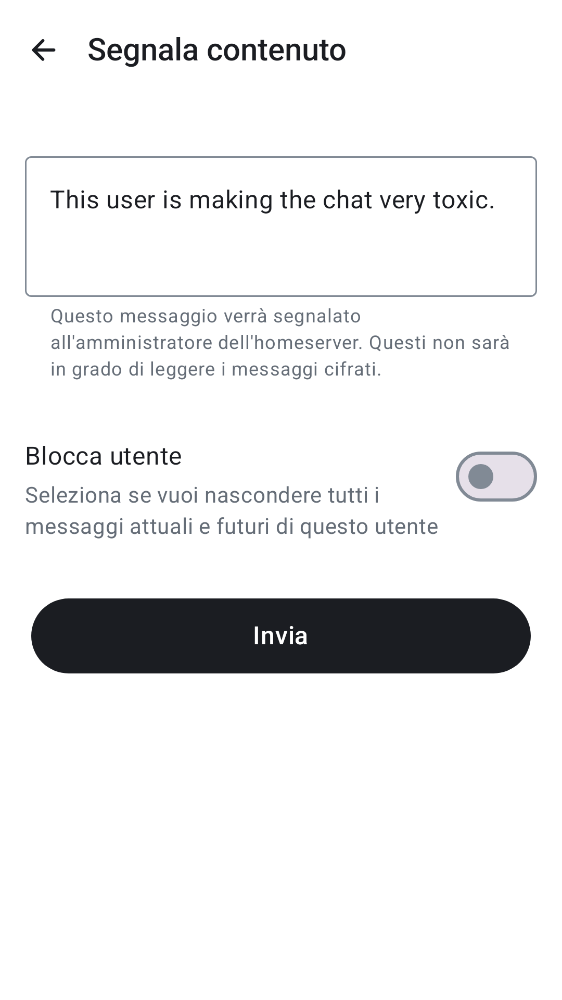 Segnala contenuto
This user is making the chat very toxic.
Questo messaggio verrà segnalato
all'amministratore dell'homeserver. Questi non sarà
in grado di leggere i messaggi cifrati.
Blocca utente
Seleziona se vuoi nascondere tutti i
messaggi attuali e futuri di questo utente
Invia